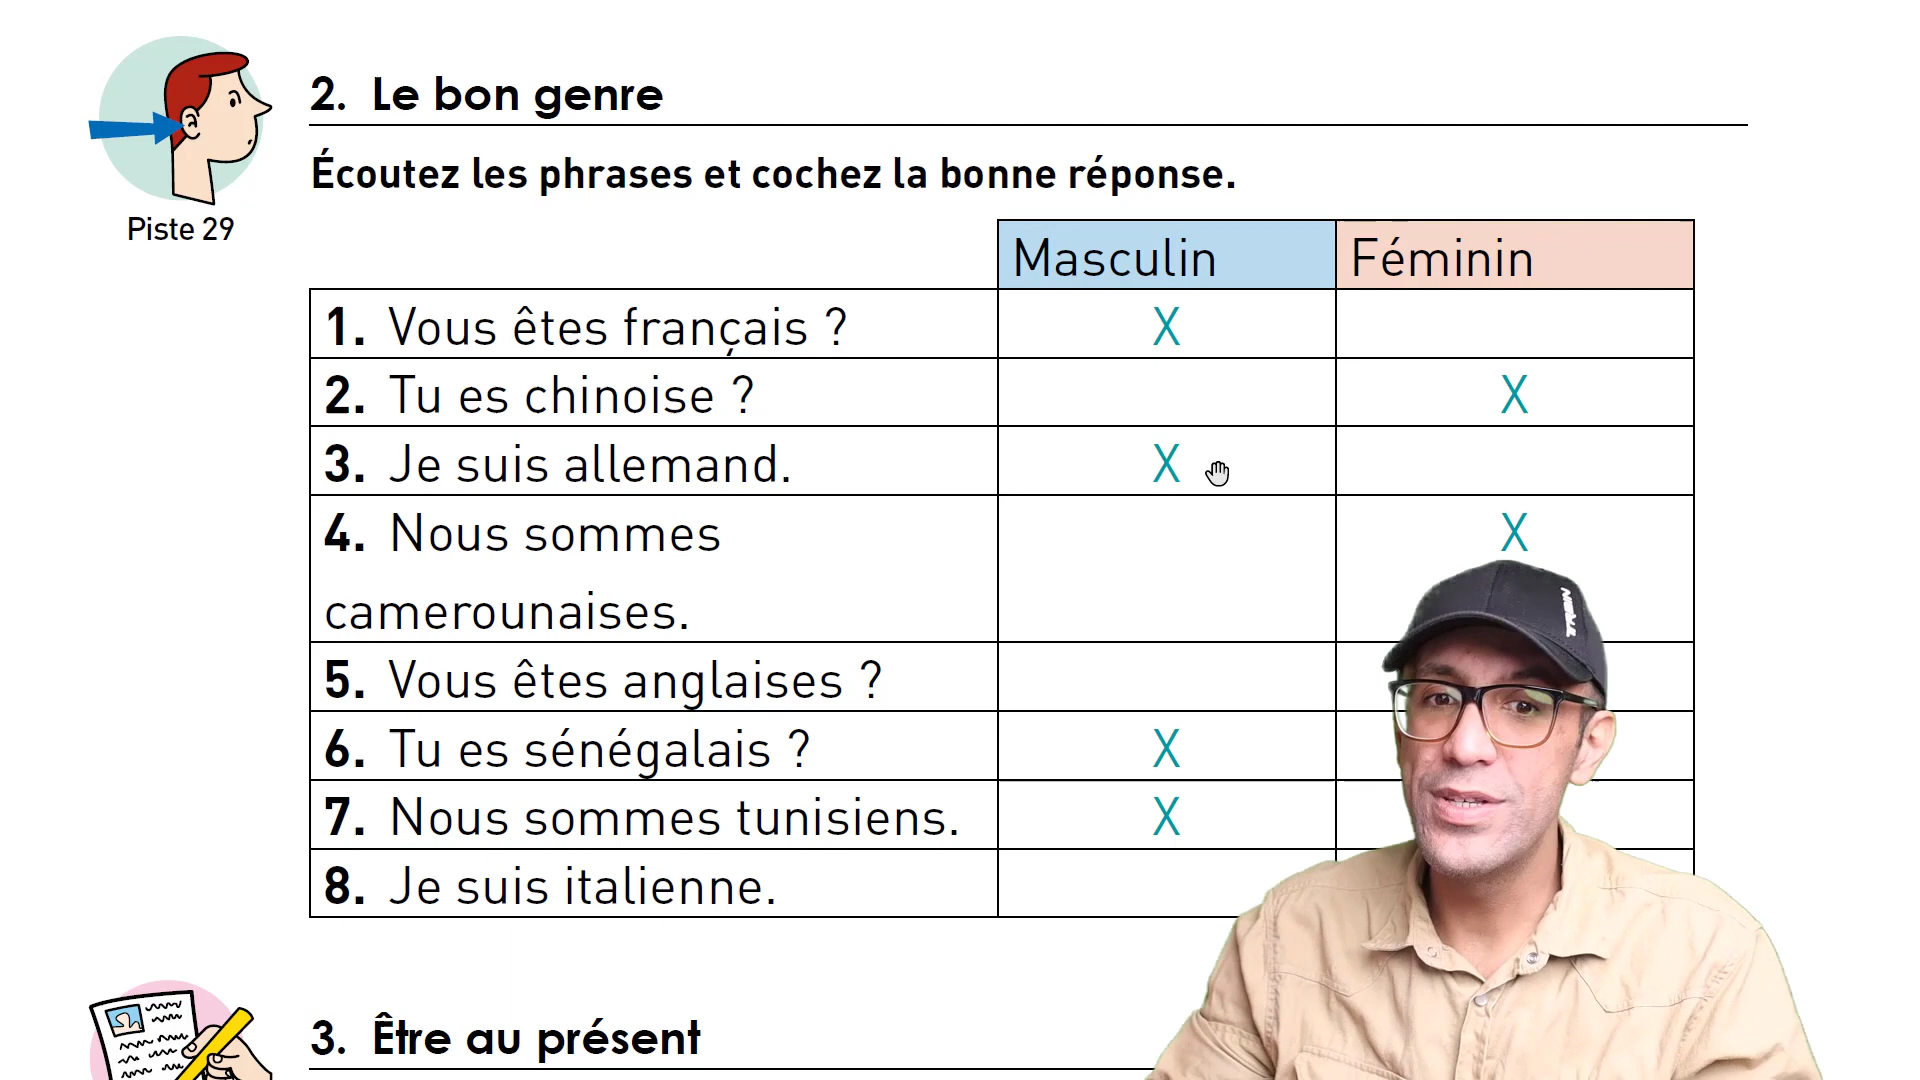 2. Le bon genre
Écoutez les phrases et cochez la bonne réponse.
Piste 29
Masculin Féminin
1. Vous êtes français ? X
2. Tu es chinoise ? X
3. Je suis allemand. X
4. Nous sommes X
camerounaises.
5. Vous êtes anglaises ?
6. Tu es sénégalais ? X
7. Nous sommes tunisiens. X
8. Je suis italienne.
3. Être au présent